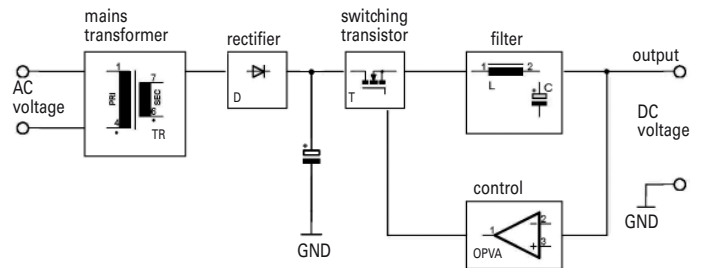 mains
transformer
rectifier
switching
transistor
filter
output
AC
voltage
1
PRI
4
7
SEC
6
TR
D
T
1
2
L
C
DC
voltage
GND
control
1
2
3
OPVA
GND